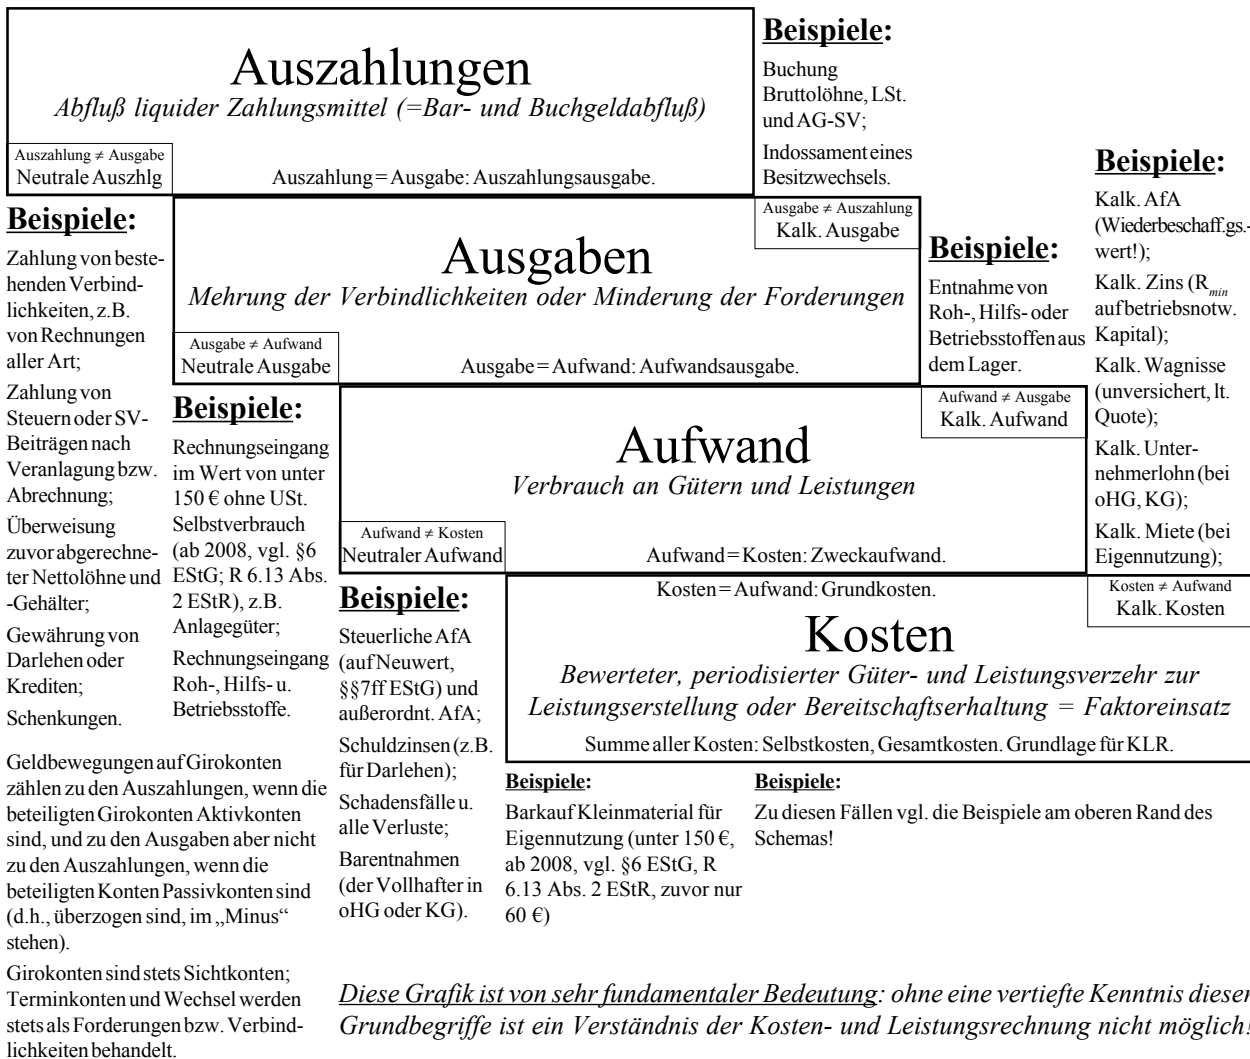 Auszahlungen
Abfluß liquider Zahlungsmittel (=Bar- und Buchgeldabfluß)
Auszahlung ≠ Ausgabe
Neutrale Auszhlg
Auszahlung = Ausgabe: Auszahlungsausgabe.
Beispiele:
Buchung
Bruttolöhne, LSt.
und AG-SV;
Indossament eines
Besitzwechsels.
Ausgabe ≠ Auszahlung
Kalk. Ausgabe
Ausgaben
Mehrung der Verbindlichkeiten oder Minderung der Forderungen
Ausgabe ≠ Aufwand
Neutrale Ausgabe
Ausgabe = Aufwand: Aufwandsausgabe.
Beispiele:
Entnahme von
Roh-, Hilfs- oder
Betriebsstoffen aus
dem Lager.
Beispiele:
Kalk. AfA
(Wiederbeschaff.gs.-
wert!);
Kalk. Zins (Rmin
auf betriebsnotw.
Kapital);
Kalk. Wagnisse
(unversichert, lt.
Quote);
Kalk. Unter-
nehmerlohn (bei
oHG, KG);
Kalk. Miete (bei
Eigennutzung);
Beispiele:
Zahlung von beste-
henden Verbind-
lichkeiten, z.B.
von Rechnungen
aller Art;
Zahlung von
Steuern oder SV-
Beiträgen nach
Veranlagung bzw.
Abrechnung;
Überweisung
zuvor abgerechne-
ter Nettolöhne und
-Gehälter;
Gewährung von
Darlehen oder
Krediten;
Schenkungen.
Beispiele:
Rechnungseingang
im Wert von unter
150 € ohne USt.
Selbstverbrauch
(ab 2008, vgl. §6
EStG; R 6.13 Abs.
2 EStR), z.B.
Anlagegüter;
Rechnungseingang
Roh-, Hilfs- u.
Betriebsstoffe.
Aufwand ≠ Ausgabe
Kalk. Aufwand
Aufwand
Verbrauch an Gütern und Leistungen
Aufwand ≠ Kosten
Neutraler Aufwand
Aufwand = Kosten: Zweckaufwand.
Beispiele:
Steuerliche AfA
(auf Neuwert,
§§7ff EStG) und
außerordnt. AfA;
Schuldzinsen (z.B.
für Darlehen);
Schadensfälle u.
alle Verluste;
Barentnahmen
(der Vollhafter in
oHG oder KG).
Kosten = Aufwand: Grundkosten.
Kosten ≠ Aufwand
Kalk. Kosten
Kosten
Bewerteter, periodisierter Güter- und Leistungsverzehr zur
Leistungserstellung oder Bereitschaftserhaltung = Faktoreinsatz
Summe aller Kosten: Selbstkosten, Gesamtkosten. Grundlage für KLR.
Beispiele:
Barkauf Kleinmaterial für
Eigennutzung (unter 150 €,
ab 2008, vgl. §6 EStG, R
6.13 Abs. 2 EStR, zuvor nur
60 €)
Beispiele:
Zu diesen Fällen vgl. die Beispiele am oberen Rand des
Schemas!
Geldbewegungen auf Girokonten
zählen zu den Auszahlungen, wenn die
beteiligten Girokonten Aktivkonten
sind, und zu den Ausgaben aber nicht
zu den Auszahlungen, wenn die
beteiligten Konten Passivkonten sind
(d.h., überzogen sind, im „Minus“
stehen).
Girokonten sind stets Sichtkonten;
Terminkonten und Wechsel werden
stets als Forderungen bzw. Verbind-
lichkeiten behandelt.
Diese Grafik ist von sehr fundamentaler Bedeutung: ohne eine vertiefte Kenntnis dieser
Grundbegriffe ist ein Verständnis der Kosten- und Leistungsrechnung nicht möglich!